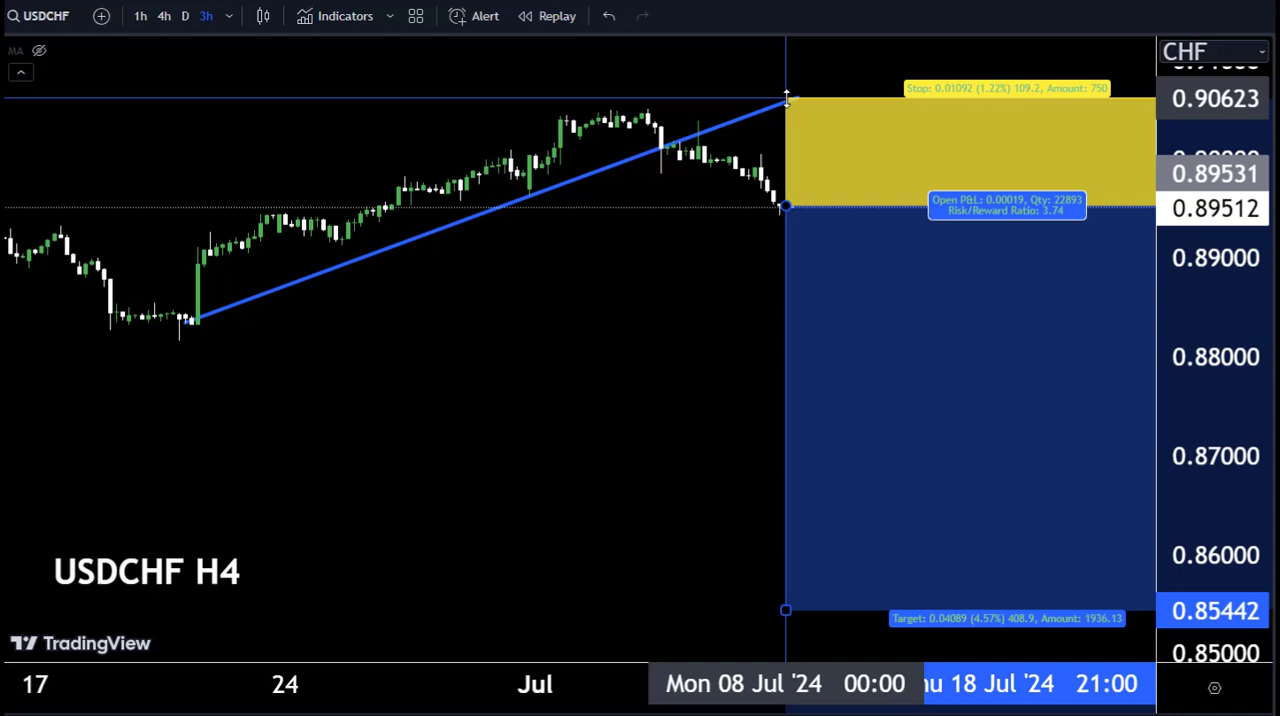 USDCHF 1h 4h D 3h Indicators Alert Replay
CHF
MA
Stop: 0.01092 (1.22%) 109.2, Amount: 750
0.90623
0.89531
Open P&L: 0.00019, Qty: 22893
Risk/Reward Ratio: 3.74
0.89512
0.89000
0.88000
0.87000
0.86000
USDCHF H4
0.85442
Target: 0.04089 (4.57%) 408.9, Amount: 1936.13
TradingView
0.85000
17 24 Jul Mon 08 Jul '24 00:00 18 Jul '24 21:00